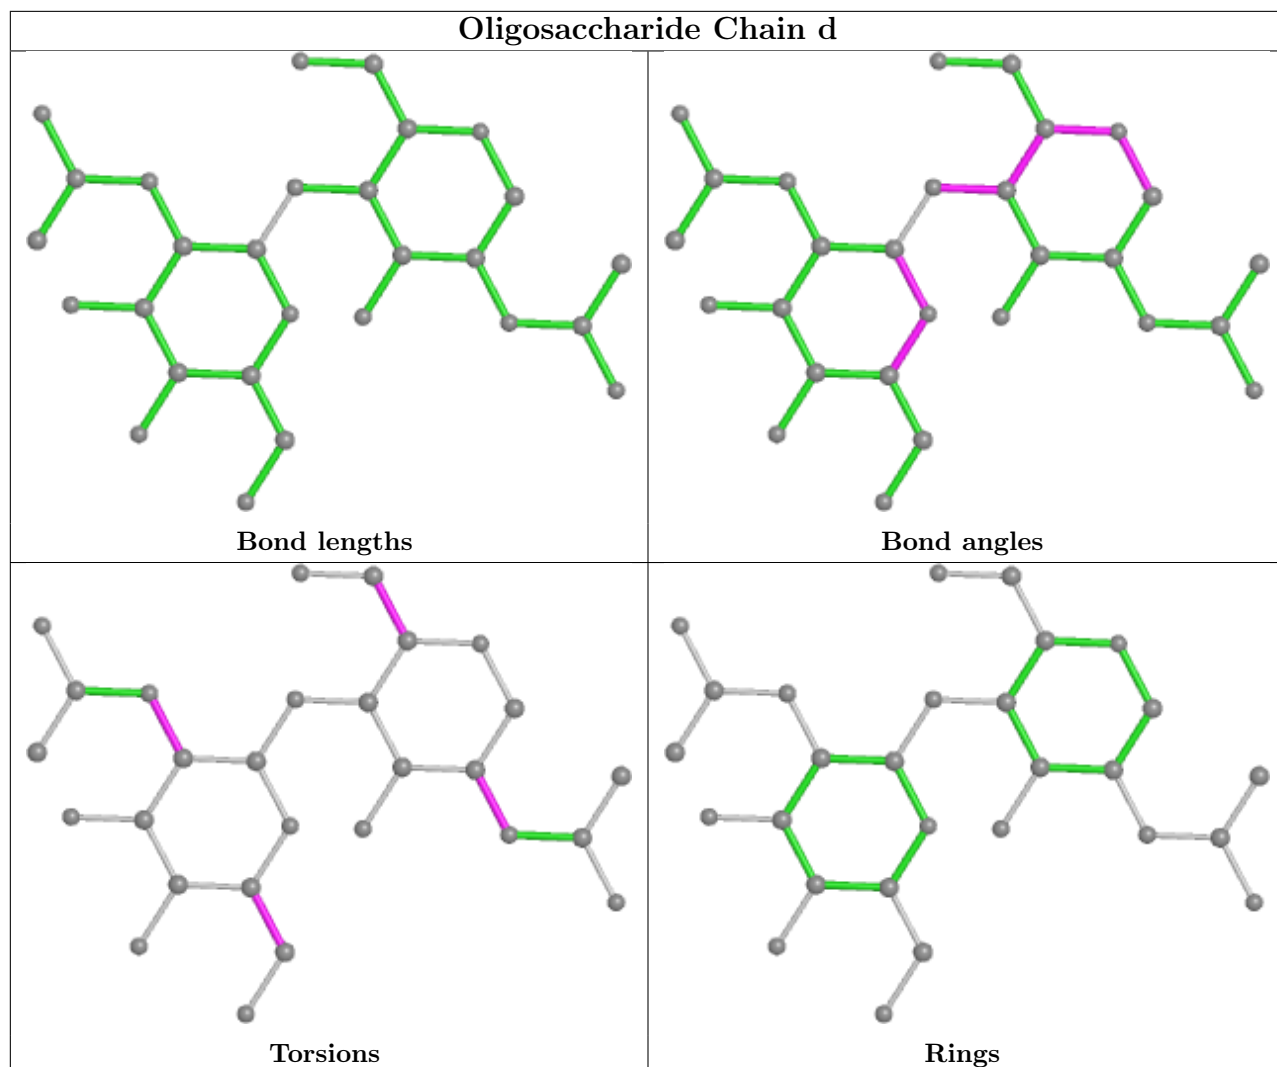 Oligosaccharide Chain d
Bond lengths
Bond angles
Torsions
Rings